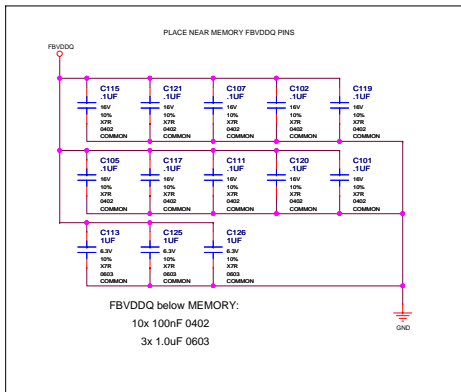 PLACE NEAR MEMORY FBVDDQ PINS
FBVDDQ
C115 C121 C107 C102 C119
.1UF .1UF .1UF .1UF .1UF
16V 16V 16V 16V 16V
10% 10% 10% 10% 10%
X7R X7R X7R X7R X7R
0402 0402 0402 0402 0402
COMMON COMMON COMMON COMMON COMMON
C105 C117 C111 C120 C101
.1UF .1UF .1UF .1UF .1UF
16V 16V 16V 16V 16V
10% 10% 10% 10% 10%
X7R X7R X7R X7R X7R
0402 0402 0402 0402 0402
COMMON COMMON COMMON COMMON COMMON
C113 C125 C126
1UF 1UF 1UF
6.3V 6.3V 6.3V
10% 10% 10%
X7R X7R X7R
0603 0603 0603
COMMON COMMON COMMON
FBVDDQ below MEMORY:
10x 100nF 0402
3x 1.0uF 0603
GND